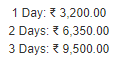 1 Day: ₹ 3,200.00
2 Days: ₹ 6,350.00
3 Days: ₹ 9,500.00